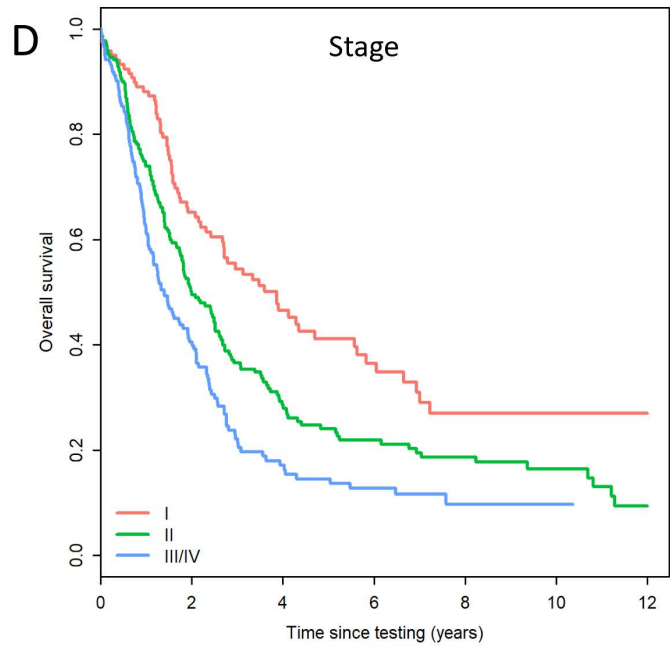 D
Stage
Overall survival
1.0
0.8
0.6
0.4
0.2
0.0
I
II
III/IV
0 2 4 6 8 10 12
Time since testing (years)